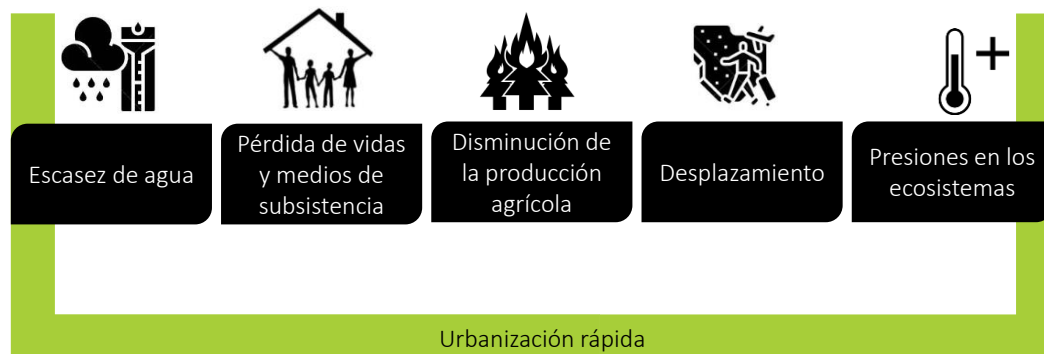 Escasez de agua
Pérdida de vidas
y medios de
subsistencia
Disminución de
la producción
agrícola
Desplazamiento
Presiones en los
ecosistemas
Urbanización rápida